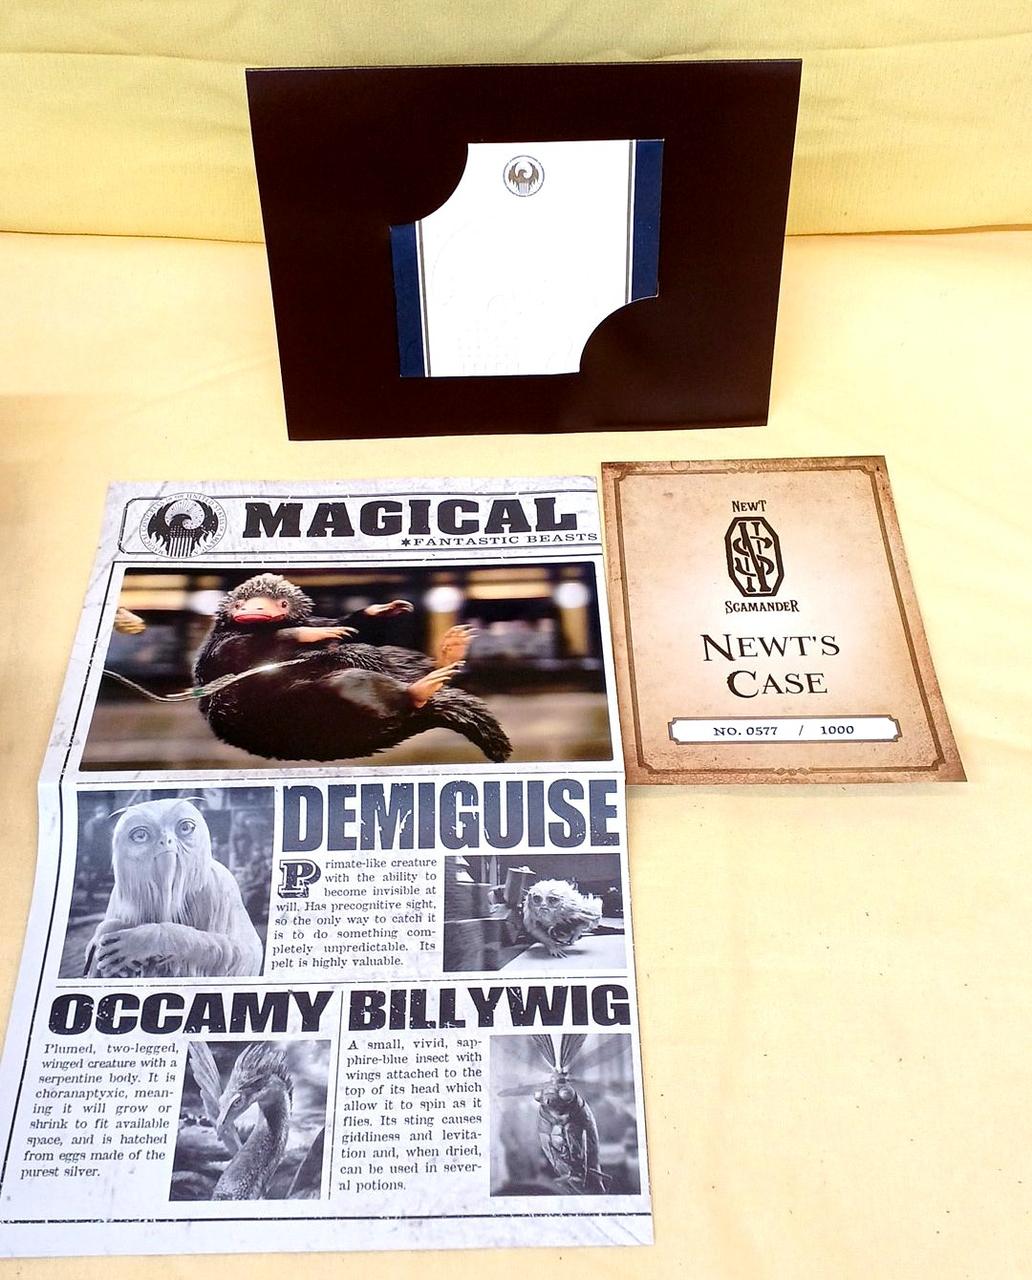 MAGICAL
*FANTASTIC BEASTS
NEWT
SCAMANDER
NEWT'S
CASE
NO. 0577 / 1000
DEMIGUISE
Primate-like creature
with the ability to
become invisible at
will. Has precognitive sight,
so the only way to catch it
is to do something com-
pletely unpredictable. Its
pelt is highly valuable.
OCCAMY
Plumed, two-legged,
winged creature with a
serpentine body. It is
choranaptyxic, mean-
ing it will grow or
shrink to fit available
space, and is hatched
from eggs made of the
purest silver.
BILLYWIG
A small, vivid, sap-
phire-blue insect with
wings attached to the
top of its head which
allow it to spin as it
flies. Its sting causes
giddiness and levita-
tion and, when dried,
can be used in sever-
al potions.